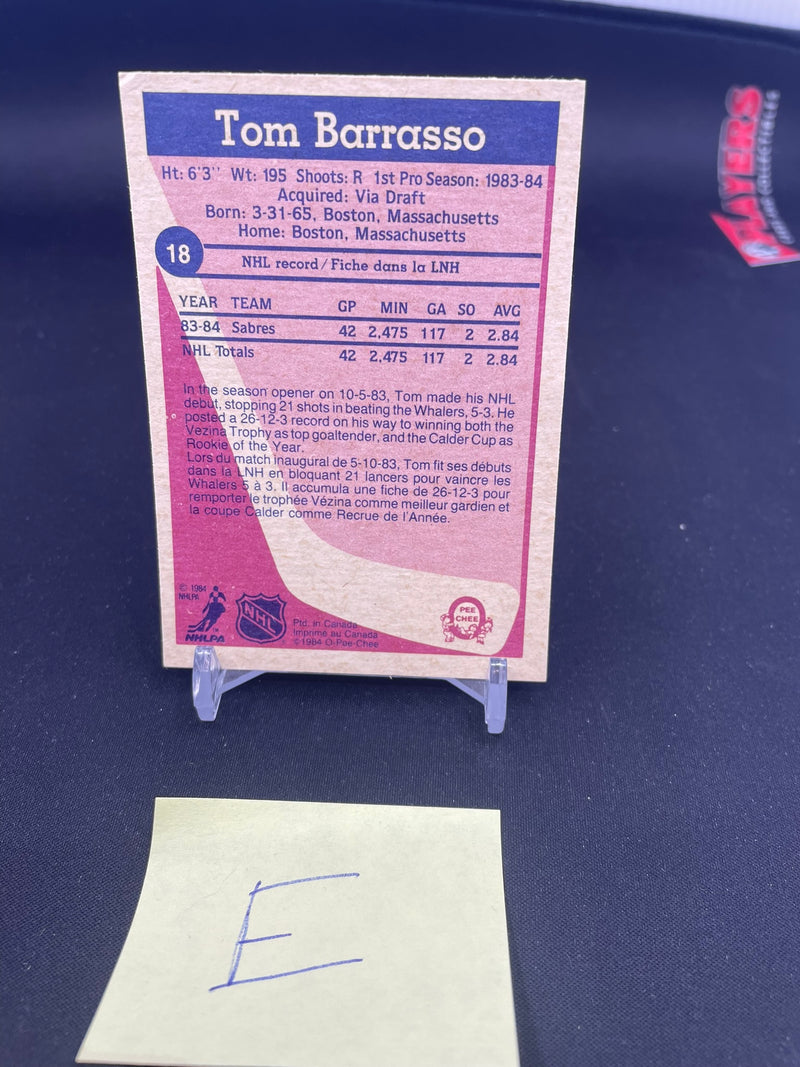 Tom Barrasso
Ht: 6'3" Wt: 195 Shoots: R 1st Pro Season: 1983-84
Acquired: Via Draft
Born: 3-31-65, Boston, Massachusetts
Home: Boston, Massachusetts
18
NHL record/Fiche dans la LNH
YEAR TEAM GP MIN GA SO AVG
83-84 Sabres 42 2,475 117 2 2.84
NHL Totals 42 2,475 117 2 2.84
In the season opener on 10-5-83, Tom made his NHL
debut, stopping 21 shots in beating the Whalers, 5-3. He
posted a 26-12-3 record on his way to winning both the
Vezina Trophy as top goaltender, and the Calder Cup as
Rookie of the Year.
Lors du match inaugural de 5-10-83, Tom fit ses débuts
dans la LNH en bloquant 21 lancers pour vaincre les
Whalers 5 à 3. Il accumula une fiche de 26-12-3 pour
remporter le trophée Vézina comme meilleur gardien et
la coupe Calder comme Recrue de l'Année.
© 1984
NHLPA
NHLPA
NHL
Ptd. in Canada
Imprimé au Canada
©1984 O-Pee-Chee
PEE
CHEE
PLAYERS
E